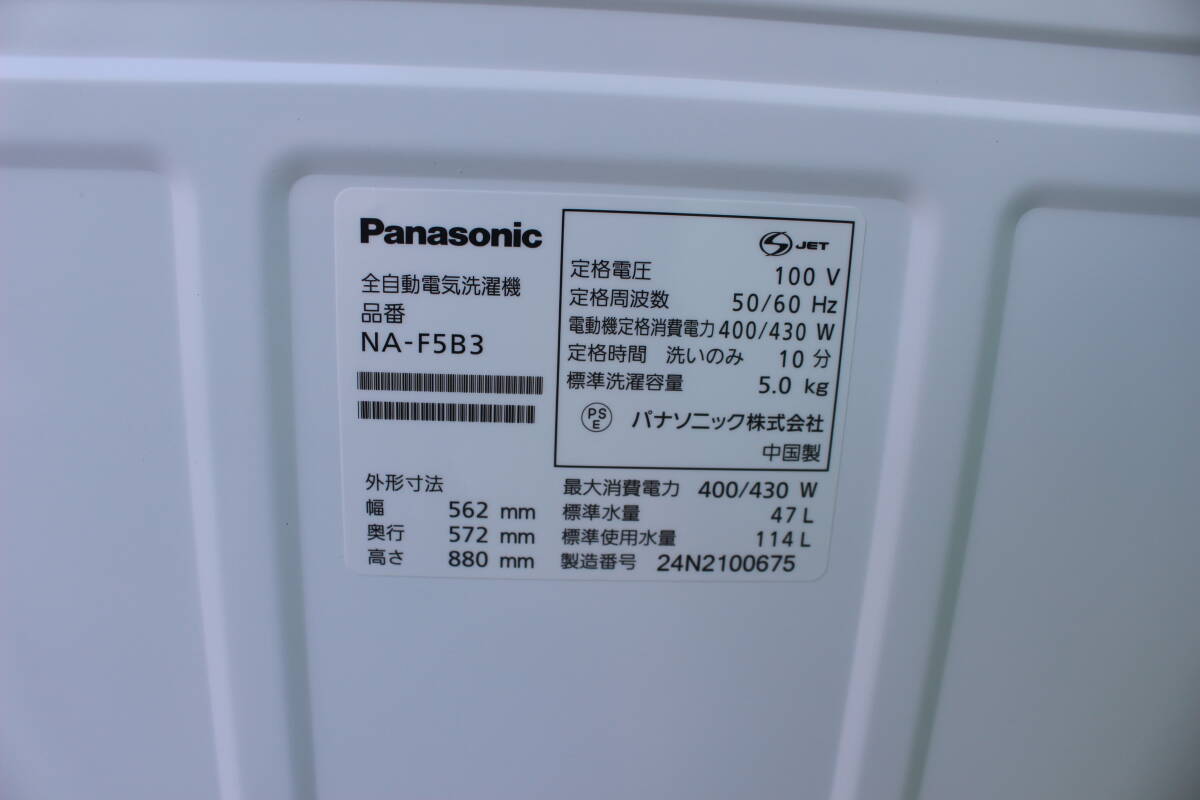 Panasonic
全自動電気洗濯機
品番
NA-F5B3
S JET
定格電圧 100 V
定格周波数 50/60 Hz
電動機定格消費電力 400/430 W
定格時間 洗いのみ 10 分
標準洗濯容量 5.0 kg
PSE パナソニック株式会社
中国製
外形寸法
幅 562 mm
奥行 572 mm
高さ 880 mm
最大消費電力 400/430 W
標準水量 47 L
標準使用水量 114 L
製造番号 24N2100675